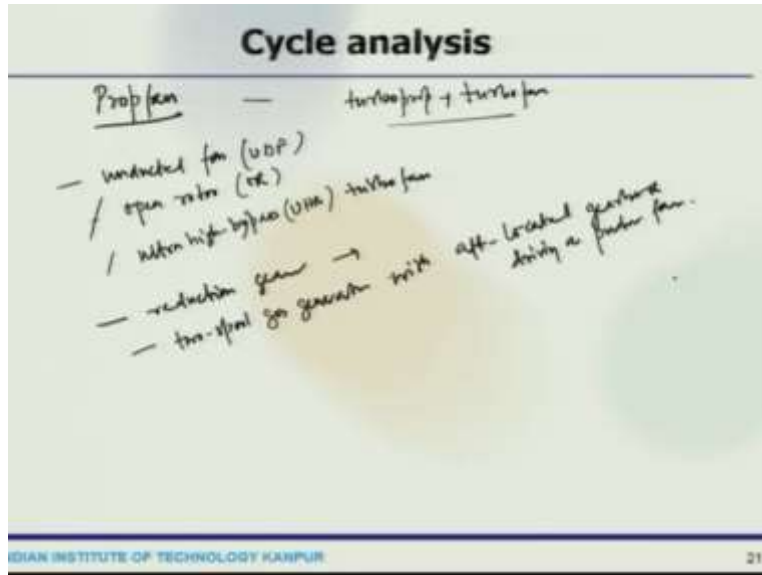 Cycle analysis
Propfan — turboprop + turbofan
— unducted fan (UDF)
/ open rotor (OR)
/ ultra high bypass (UHB) turbofan
— reduction gear →
— two-spool gas generator with aft-located gearbox
driving a pusher fan.
INDIAN INSTITUTE OF TECHNOLOGY KANPUR
21